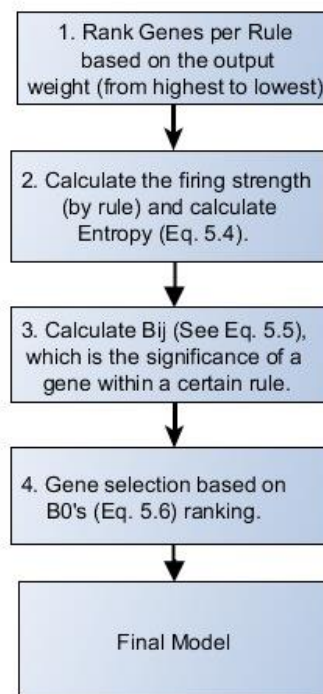 1. Rank Genes per Rule
based on the output
weight (from highest to lowest)
2. Calculate the firing strength
(by rule) and calculate
Entropy (Eq. 5.4).
3. Calculate Bij (See Eq. 5.5),
which is the significance of a
gene within a certain rule.
4. Gene selection based on
B0's (Eq. 5.6) ranking.
Final Model